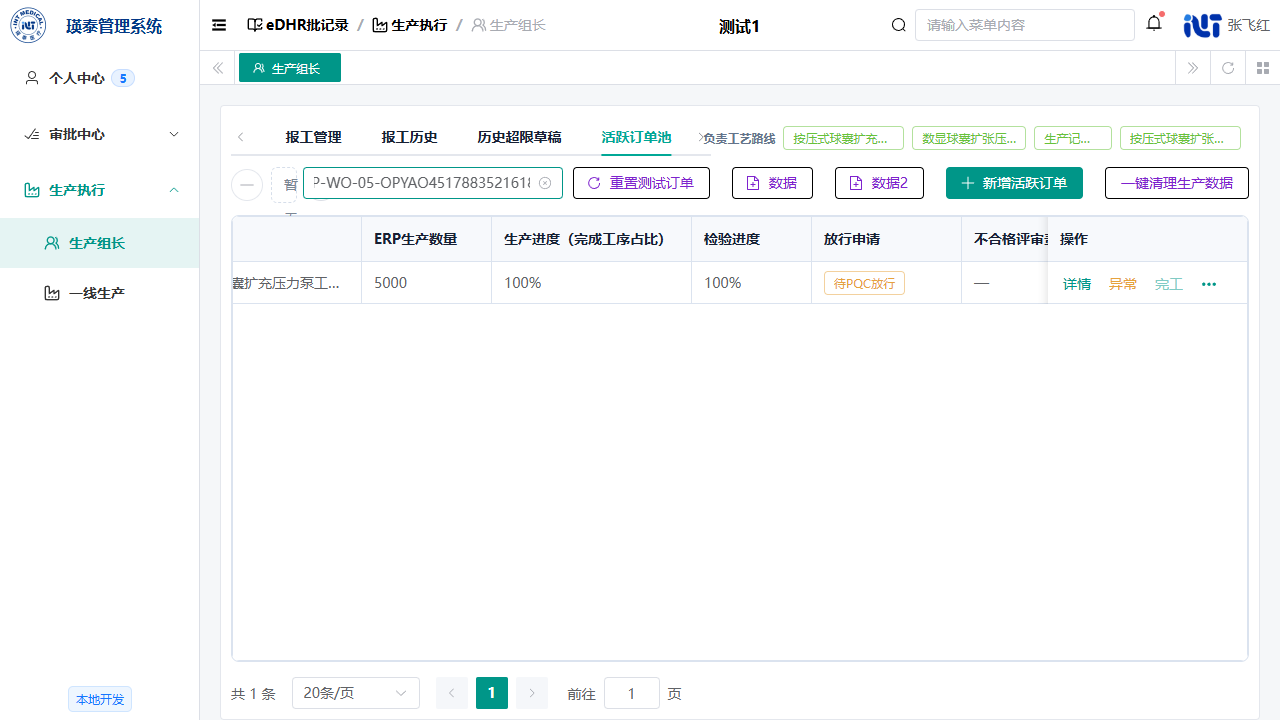 瑛泰管理系统
eDHR批记录 / 生产执行 / 生产组长
测试1
请输入菜单内容
张飞红
个人中心 5
审批中心
生产执行
生产组长
一线生产
本地开发
生产组长
报工管理
报工历史
历史超限草稿
活跃订单池
负责工艺路线
按压式球囊扩充...
数显球囊扩张压...
生产记...
按压式球囊扩张...
暂
P-WO-05-OPYAO4517883521618
重置测试订单
数据
数据2
新增活跃订单
一键清理生产数据
ERP生产数量
生产进度（完成工序占比）
检验进度
放行申请
不合格评审
操作
囊扩充压力泵工...
5000
100%
100%
待PQC放行
—
详情
异常
完工
共 1 条
20条/页
1
前往 1 页